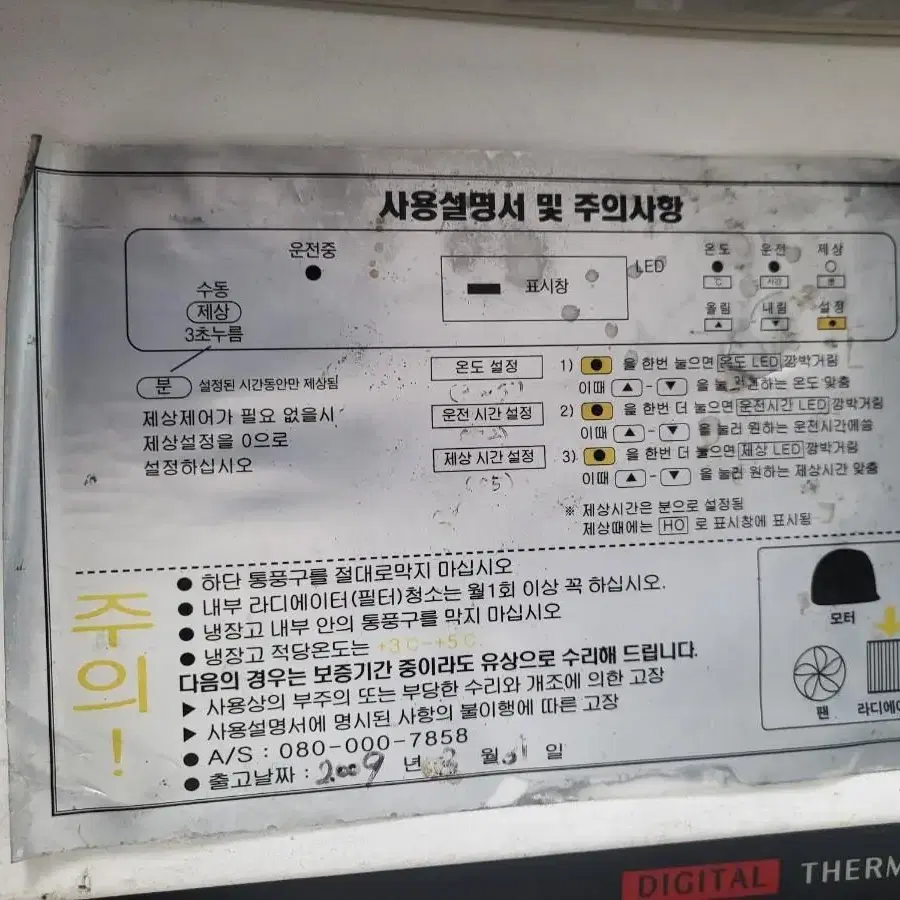 사용설명서 및 주의사항
운전중
LED
표시창
온도 운전 제상
℃ 시간 분
올림 내림 설정
▲ ▼ ●
수동
제상
3초누름
분 설정된 시간동안만 제상됨
제상제어가 필요 없을시
제상설정을 0으로
설정하십시오
온도 설정
운전 시간 설정
제상 시간 설정
1) ● 을 한번 눌으면 온도 LED 깜박거림
이때 ▲ - ▼ 을 눌 하는 온도 맞춤
2) ● 을 한번 더 눌으면 운전시간 LED 깜박거림
이때 ▲ - ▼ 을 눌러 원하는 운전시간에씀
3) ● 을 한번 더 눌으면 제상 LED 깜박거림
이때 ▲ - ▼ 을 눌러 원하는 제상시간 맞춤
※ 제상시간은 분으로 설정됨
제상때에는 HO 로 표시창에 표시됨
주의!
● 하단 통풍구를 절대로막지 마십시오
● 내부 라디에이터(필터)청소는 월1회 이상 꼭 하십시오.
● 냉장고 내부 안의 통풍구를 막지 마십시오
● 냉장고 적당온도는 +3℃-+5℃.
다음의 경우는 보증기간 중이라도 유상으로 수리해 드립니다.
▶ 사용상의 부주의 또는 부당한 수리와 개조에 의한 고장
▶ 사용설명서에 명시된 사항의 불이행에 따른 고장
● A/S : 080-000-7858
● 출고날짜 : 2009 년 월 일
모터
팬
라디에
DIGITAL THERM